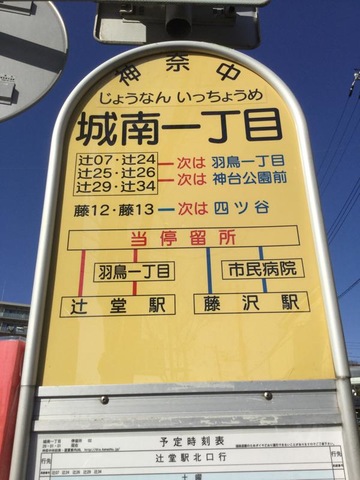 神奈中
じょうなん いっちょうめ
城南一丁目
辻07・辻24
辻25・辻26
辻29・辻34
次は 羽鳥一丁目
次は 神台公園前
藤12・藤13 次は 四ツ谷
当停留所
羽鳥一丁目
市民病院
辻堂駅
藤沢駅
予定時刻表
辻堂駅北口行
土曜